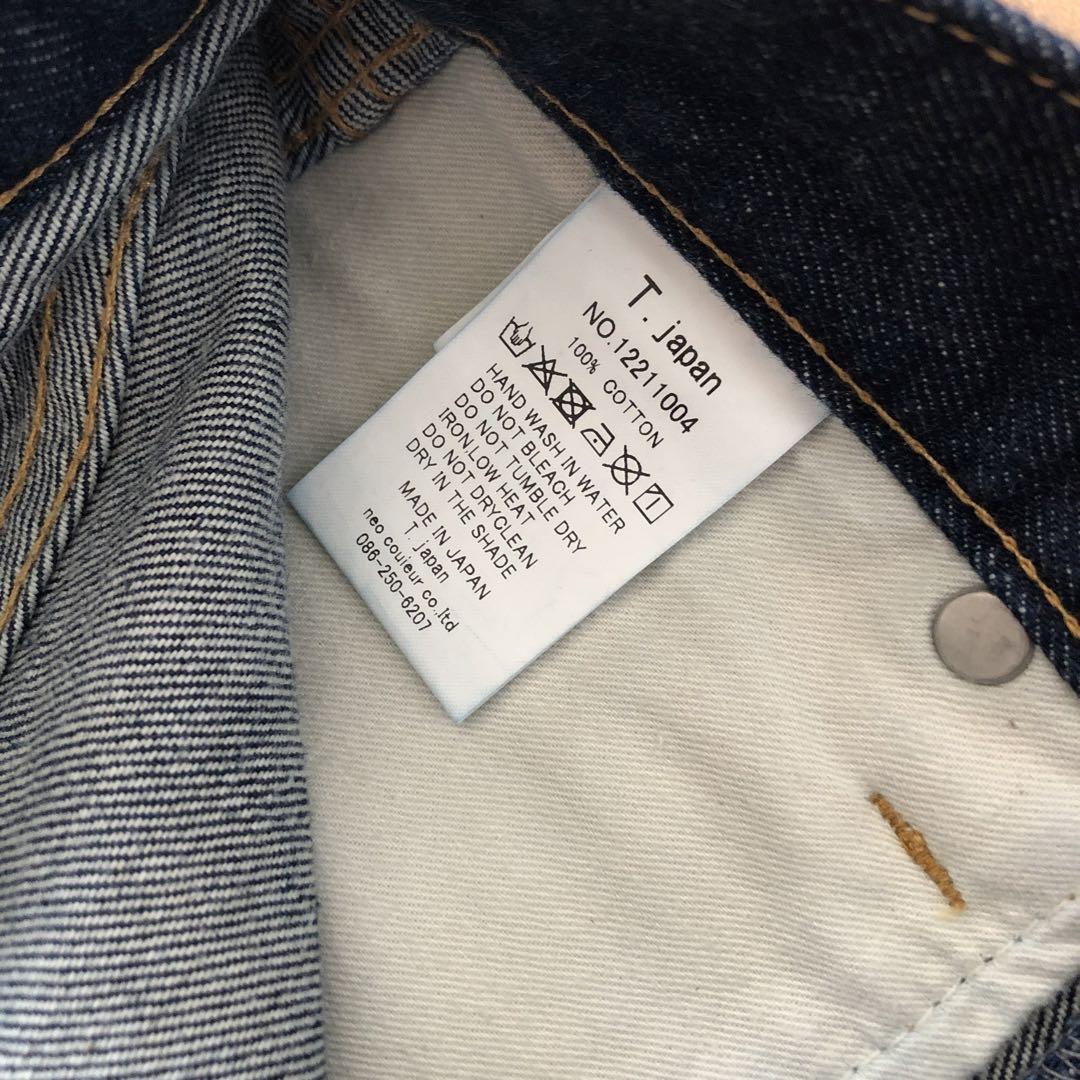 T. japan
NO.12211004
100% COTTON
HAND WASH IN WATER
DO NOT BLEACH
DO NOT TUMBLE DRY
IRON.LOW HEAT
DO NOT DRYCLEAN
DRY IN THE SHADE
MADE IN JAPAN
T. japan
neo couleur co.,ltd
086-250-6207